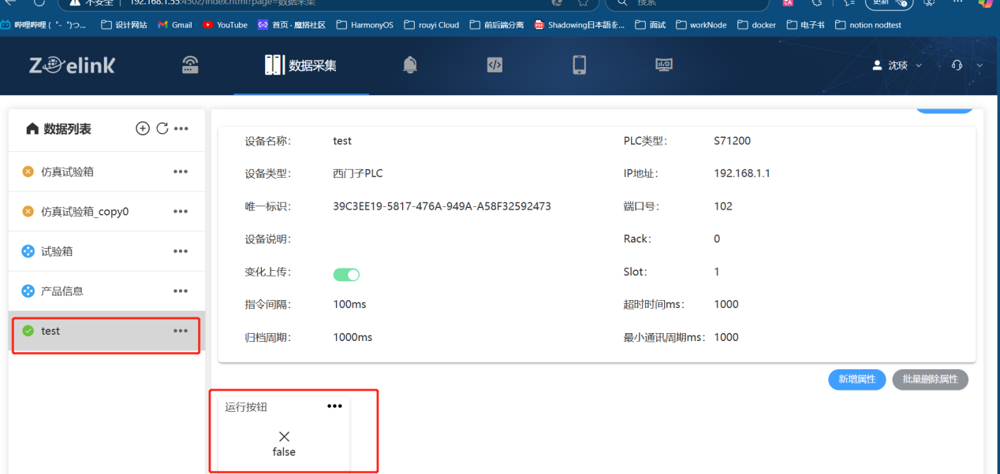 不安全 192.168.1.55:4502/index.html?page=数据采集 搜索 更新
哔哩哔哩 ( ゜- ゜)つ... 设计网站 Gmail YouTube 首页 · 魔搭社区 HarmonyOS rouyi Cloud 前后端分离 Shadowing日本語を... 面试 workNode docker 电子书 notion nodtest
Zoelink 数据采集 沈琰
数据列表
仿真试验箱
仿真试验箱_copy0
试验箱
产品信息
test
设备名称: test PLC类型: S71200
设备类型: 西门子PLC IP地址: 192.168.1.1
唯一标识: 39C3EE19-5817-476A-949A-A58F32592473 端口号: 102
设备说明: Rack: 0
变化上传: Slot: 1
指令间隔: 100ms 超时时间ms: 1000
归档周期: 1000ms 最小通讯周期ms: 1000
新增属性 批量删除属性
运行按钮
false